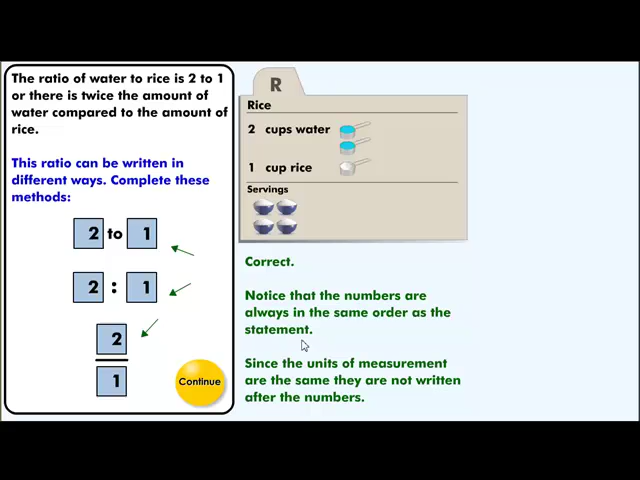 The ratio of water to rice is 2 to 1
or there is twice the amount of
water compared to the amount of
rice.
This ratio can be written in
different ways. Complete these
methods:
2 to 1
2 : 1
2
1
Continue
R
Rice
2 cups water
1 cup rice
Servings
Correct.
Notice that the numbers are
always in the same order as the
statement.
Since the units of measurement
are the same they are not written
after the numbers.